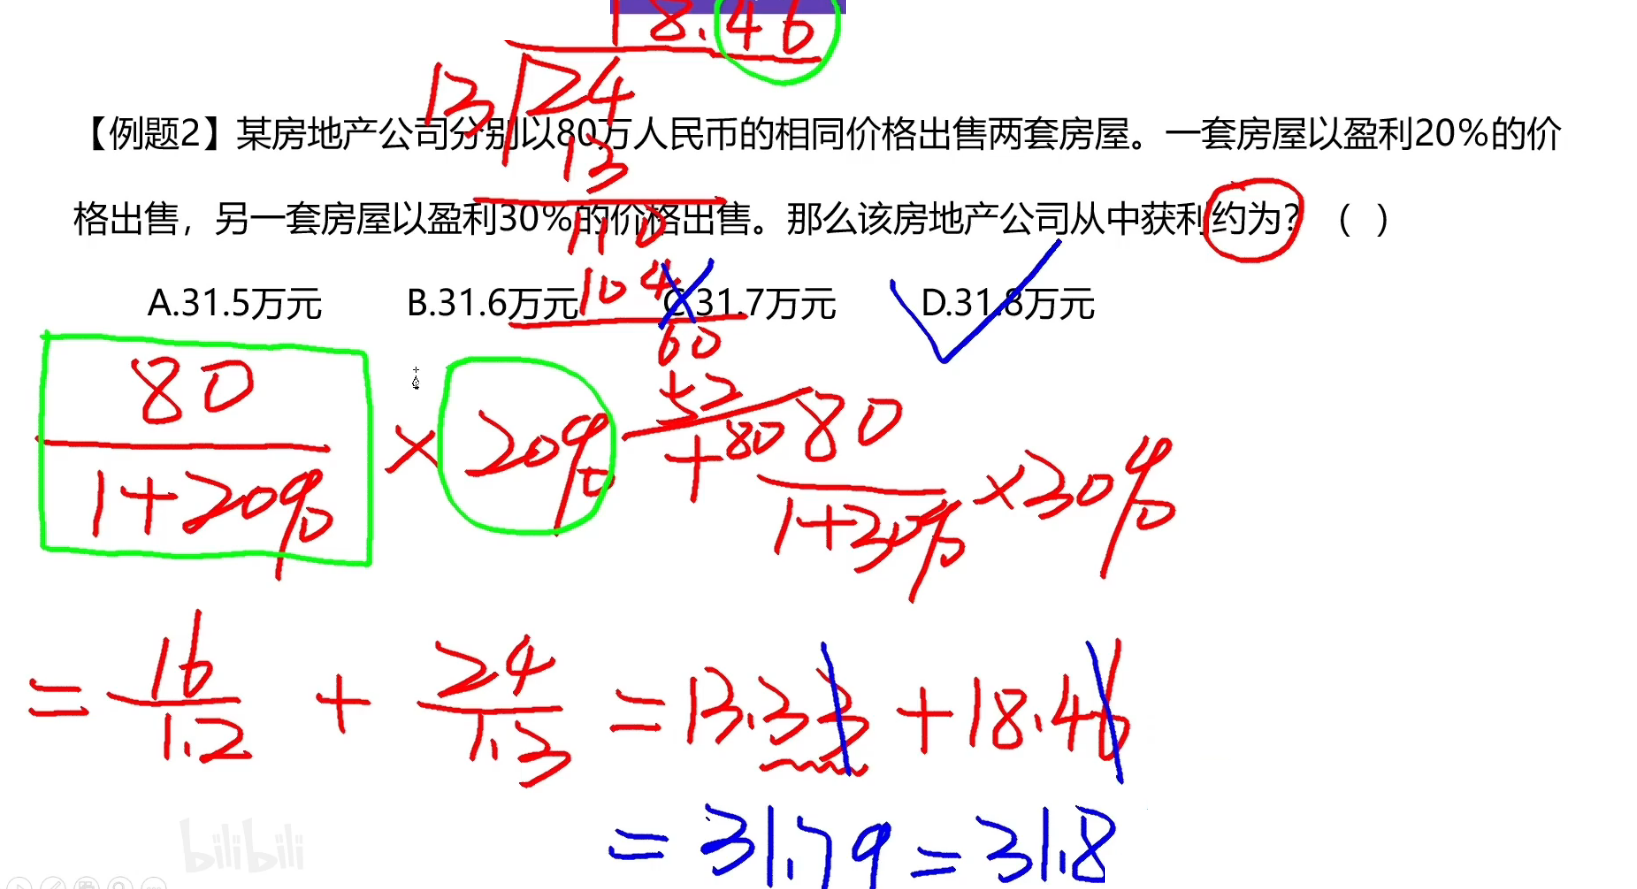 18.46
13 24
【例题2】某房地产公司分别以80万人民币的相同价格出售两套房屋。一套房屋以盈利20%的价
13
格出售，另一套房屋以盈利30%的价格出售。那么该房地产公司从中获利约为？（ ）
110
104
A.31.5万元 B.31.6万元 C.31.7万元 D.31.8万元
60
52
80
80 80
1+20% × 20% + 1+30% ×30%
= 16 + 24 = 13.33 + 18.46
1.2 1.3
= 31.79 = 31.8
bilibili